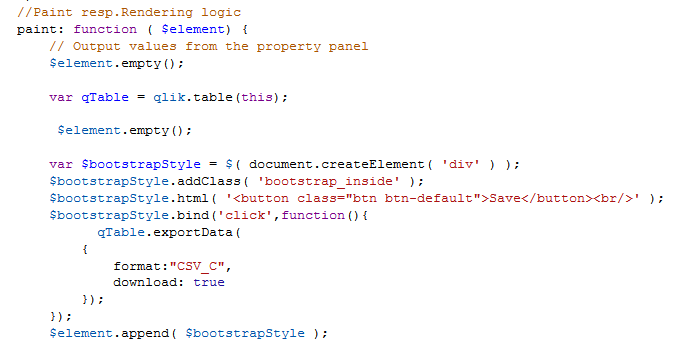 //Paint resp.Rendering logic
paint: function ( $element) {
// Output values from the property panel
$element.empty();
var qTable = qlik.table(this);
$element.empty();
var $bootstrapStyle = $( document.createElement( 'div' ) );
$bootstrapStyle.addClass( 'bootstrap_inside' );
$bootstrapStyle.html( '<button class="btn btn-default">Save</button><br/>' );
$bootstrapStyle.bind('click',function(){
qTable.exportData(
{
format:"CSV_C",
download: true
});
});
$element.append( $bootstrapStyle );